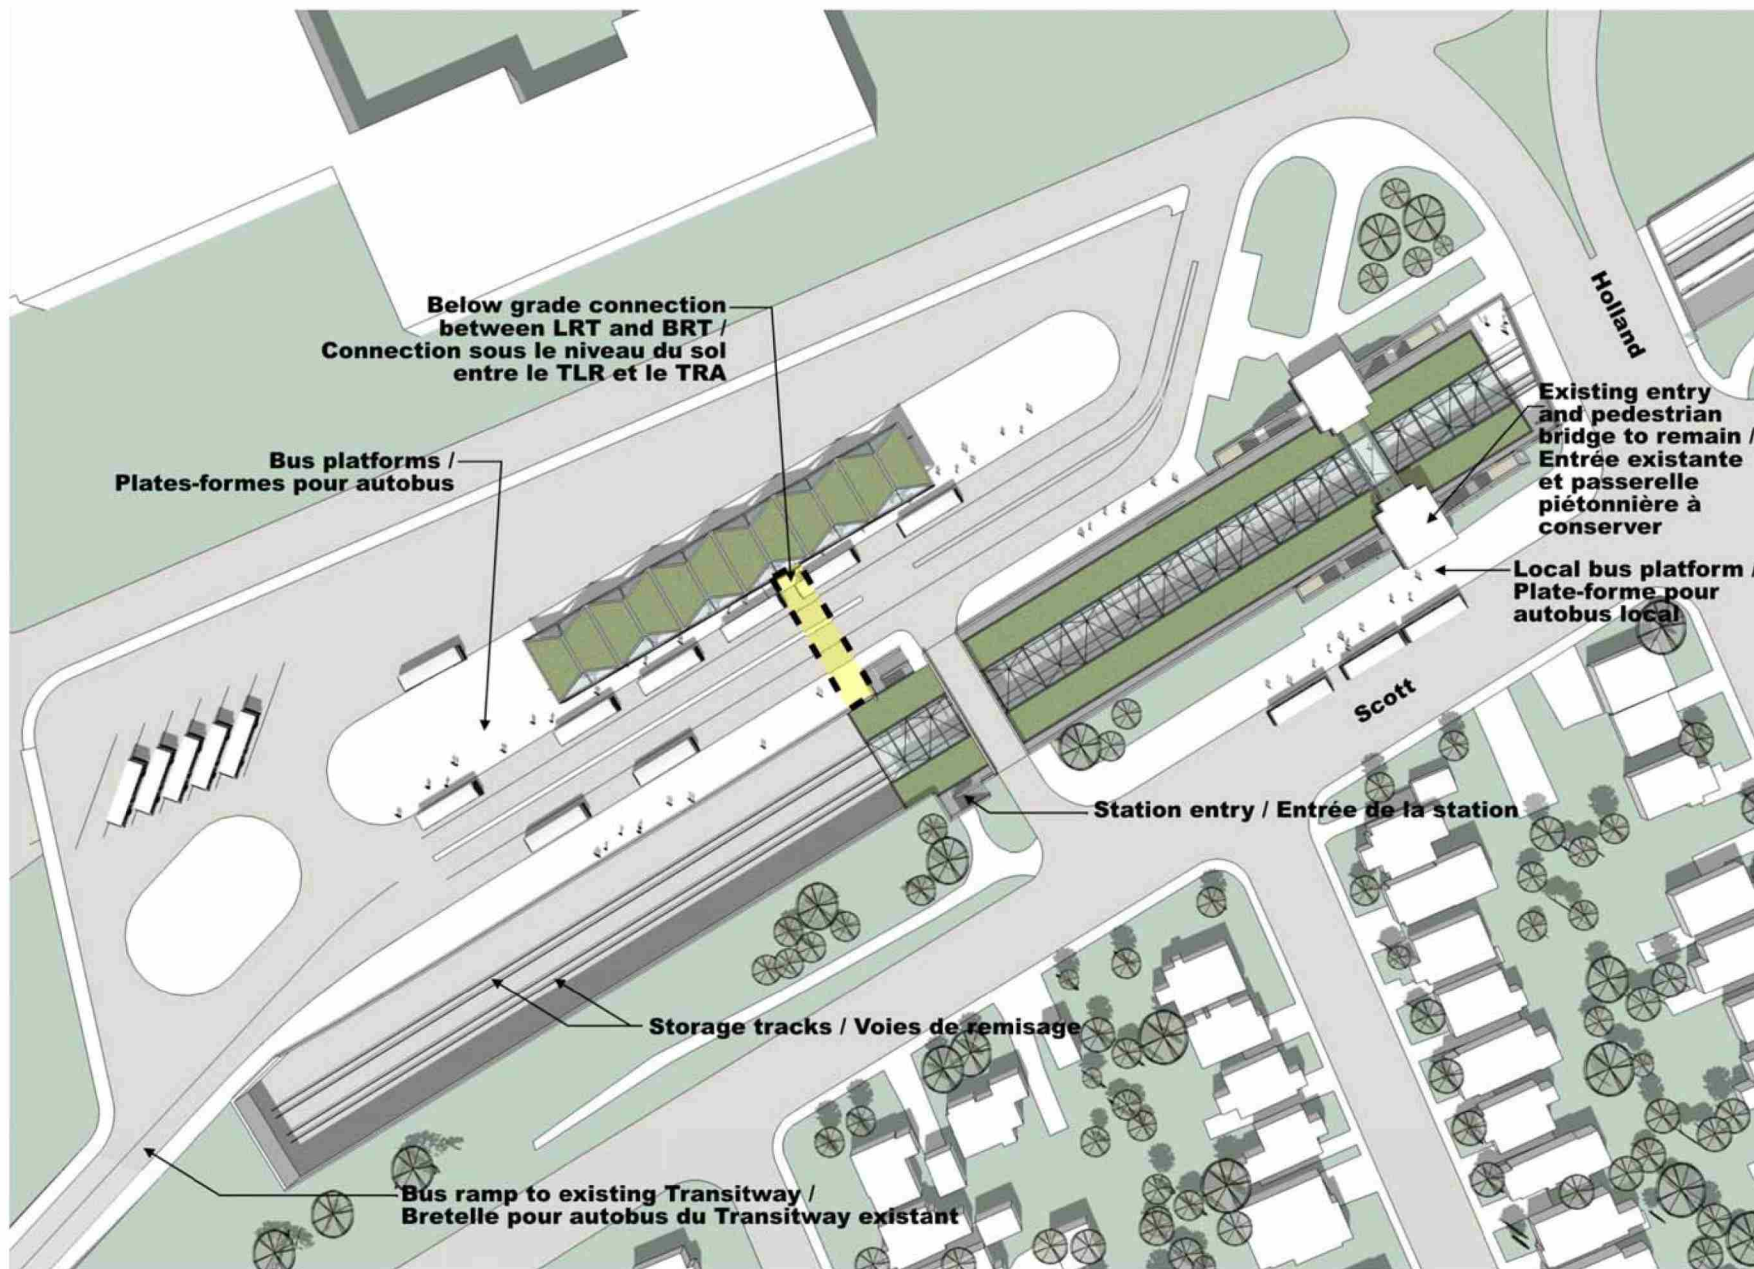 Holland
Below grade connection
between LRT and BRT /
Connection sous le niveau du sol
entre le TLR et le TRA
Existing entry
and pedestrian
bridge to remain /
Entrée existante
et passerelle
piétonnière à
conserver
Bus platforms /
Plates-formes pour autobus
Local bus platform /
Plate-forme pour
autobus local
Scott
Station entry / Entrée de la station
Storage tracks / Voies de remisage
Bus ramp to existing Transitway /
Bretelle pour autobus du Transitway existant